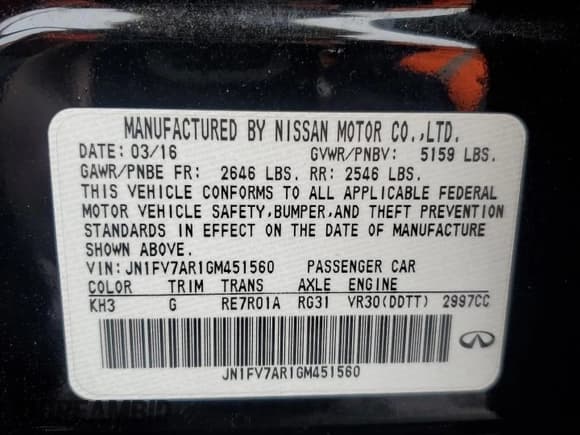 MANUFACTURED BY NISSAN MOTOR CO.,LTD.
DATE: 03/16 GVWR/PNBV: 5159 LBS.
GAWR/PNBE FR: 2646 LBS. RR: 2546 LBS.
THIS VEHICLE CONFORMS TO ALL APPLICABLE FEDERAL
MOTOR VEHICLE SAFETY,BUMPER,AND THEFT PREVENTION
STANDARDS IN EFFECT ON THE DATE OF MANUFACTURE
SHOWN ABOVE.
VIN: JN1FV7AR1GM451560 PASSENGER CAR
COLOR TRIM TRANS AXLE ENGINE
KH3 G RE7R01A RG31 VR30(DDTT) 2997CC
JN1FV7AR1GM451560